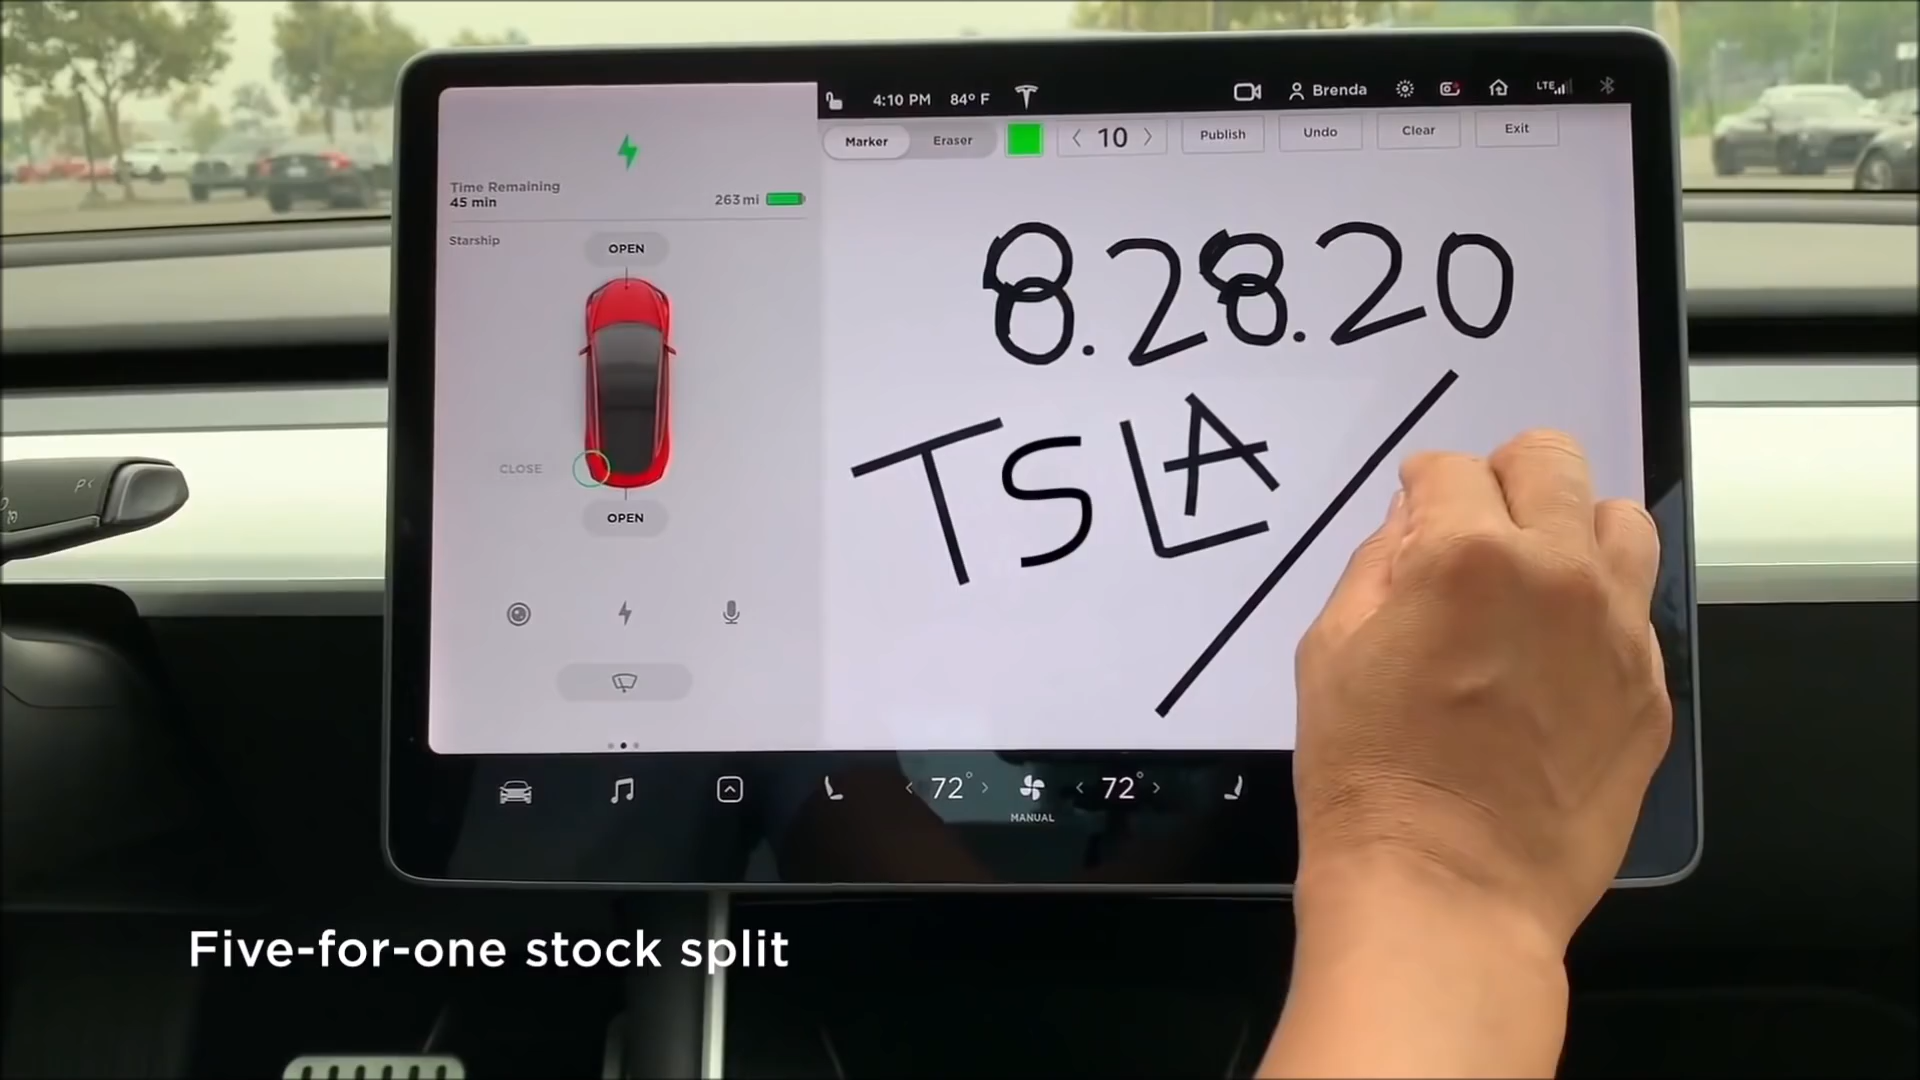 4:10 PM 84° F Brenda LTE
Marker Eraser 10 Publish Undo Clear Exit
Time Remaining
45 min
263 mi
Starship
OPEN
CLOSE
OPEN
8.28.20
TSLA/
72° 72°
MANUAL
P
Five-for-one stock split